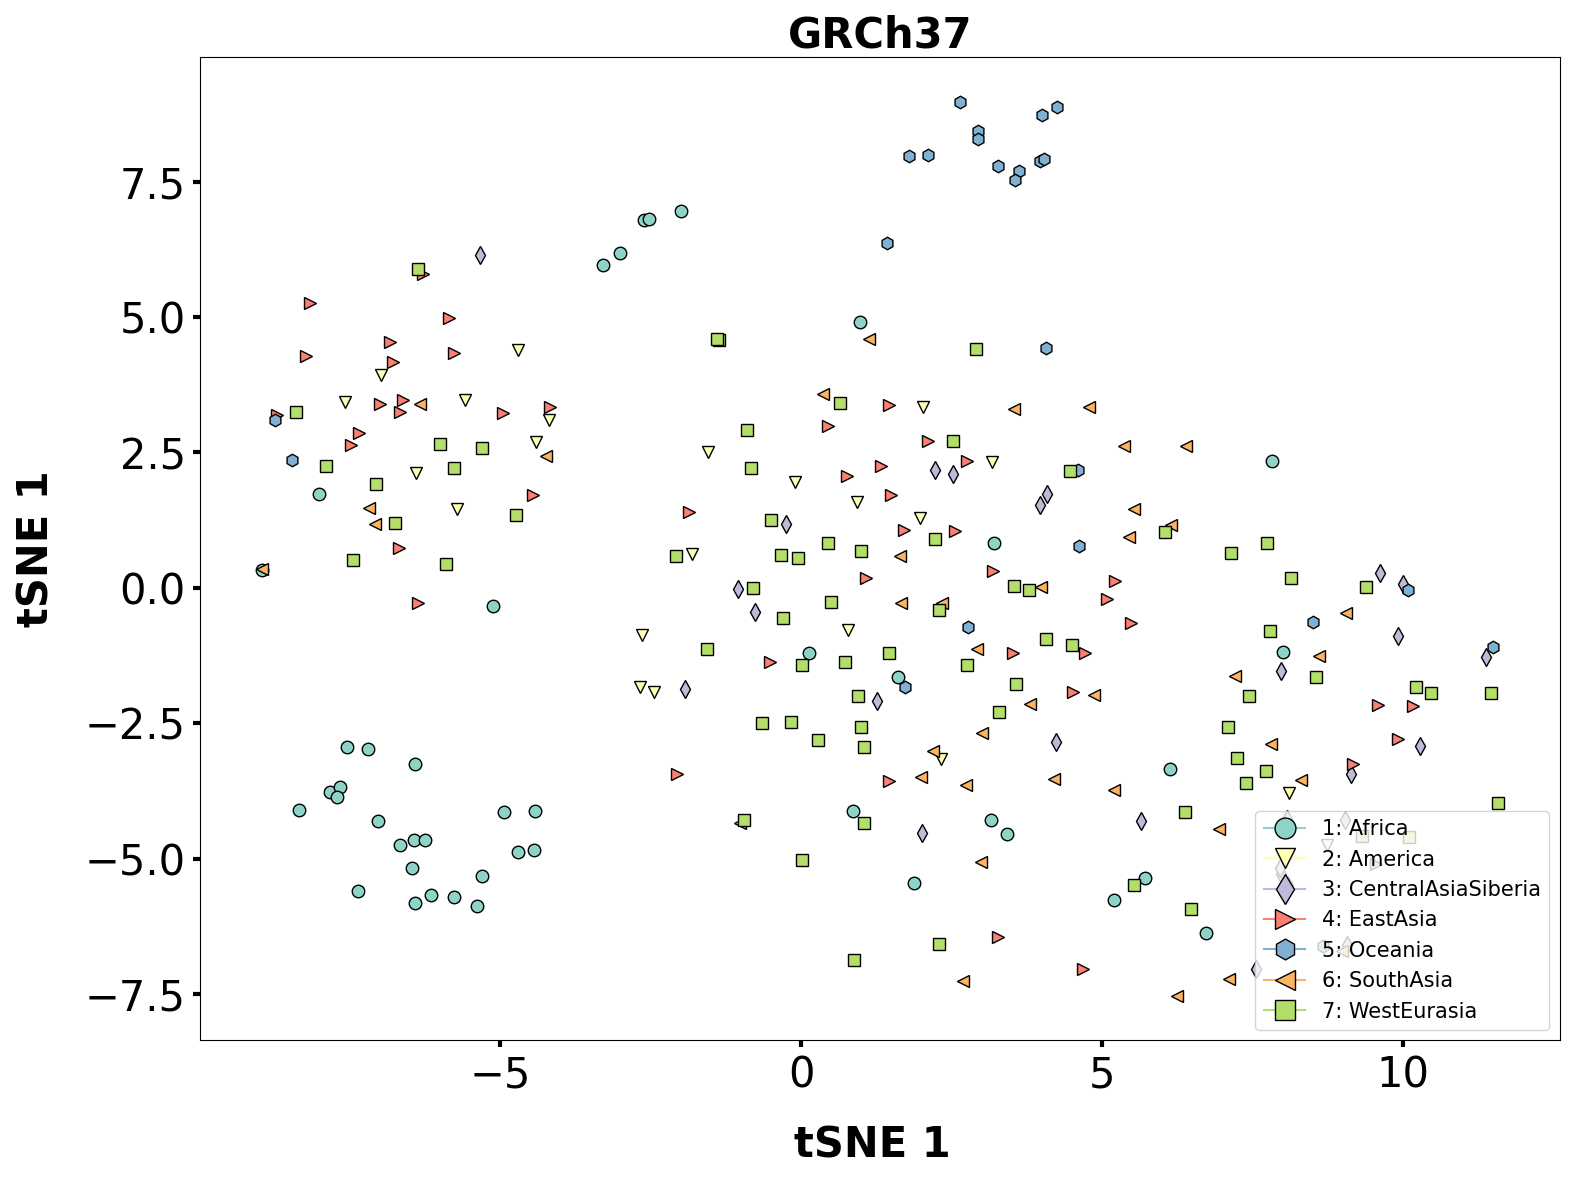 GRCh37
tSNE 1
7.5
5.0
2.5
0.0
−2.5
−5.0
−7.5
−5
0
5
10
tSNE 1
1: Africa
2: America
3: CentralAsiaSiberia
4: EastAsia
5: Oceania
6: SouthAsia
7: WestEurasia